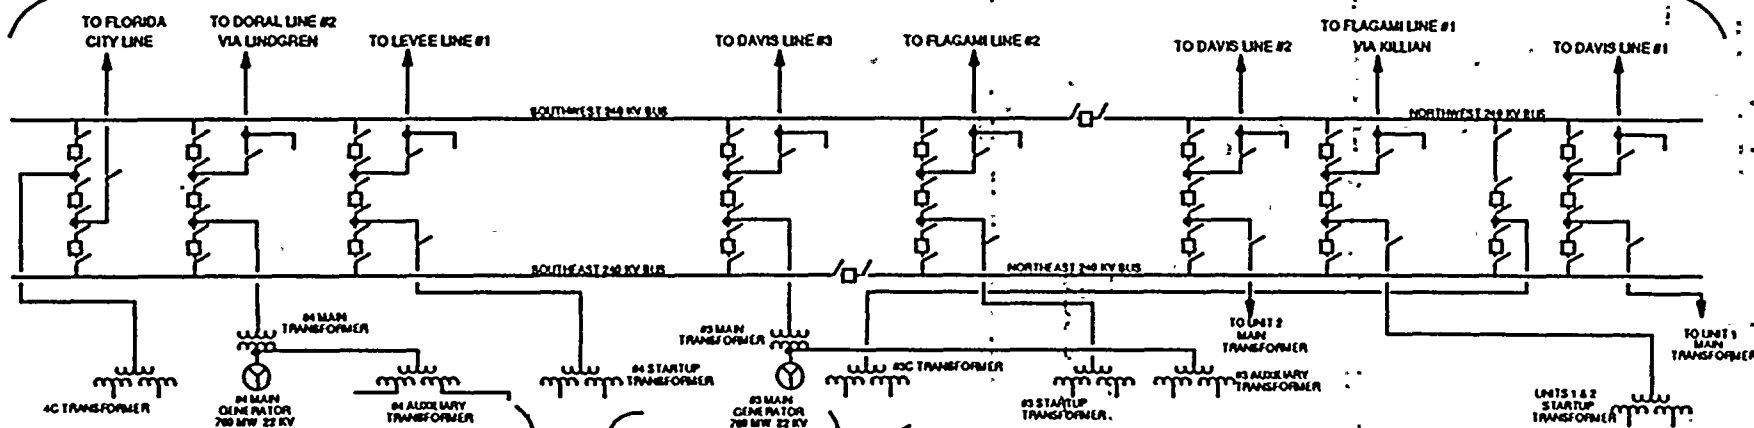 TO FLORIDA
CITY LINE
TO DORAL LINE #2
VIA LINDGREN
TO LEVEE LINE #1
TO DAVIS LINE #3
TO FLAGAMI LINE #2
TO DAVIS LINE #2
TO FLAGAMI LINE #1
VIA KILLIAN
TO DAVIS LINE #1
SOUTHWEST 240 KV BUS
NORTHWEST 240 KV BUS
SOUTHEAST 240 KV BUS
NORTHEAST 240 KV BUS
#4 MAIN
TRANSFORMER
#3 MAIN
TRANSFORMER
TO UNIT 2
MAIN
TRANSFORMER
TO UNIT 1
MAIN
TRANSFORMER
4C TRANSFORMER
#4 MAIN
GENERATOR
760 MW 22 KV
#4 AUXILIARY
TRANSFORMER
#4 STARTUP
TRANSFORMER
#3 MAIN
GENERATOR
760 MW 22 KV
#3C TRANSFORMER
#3 STARTUP
TRANSFORMER
#3 AUXILIARY
TRANSFORMER
UNITS 1 & 2
STARTUP
TRANSFORMER